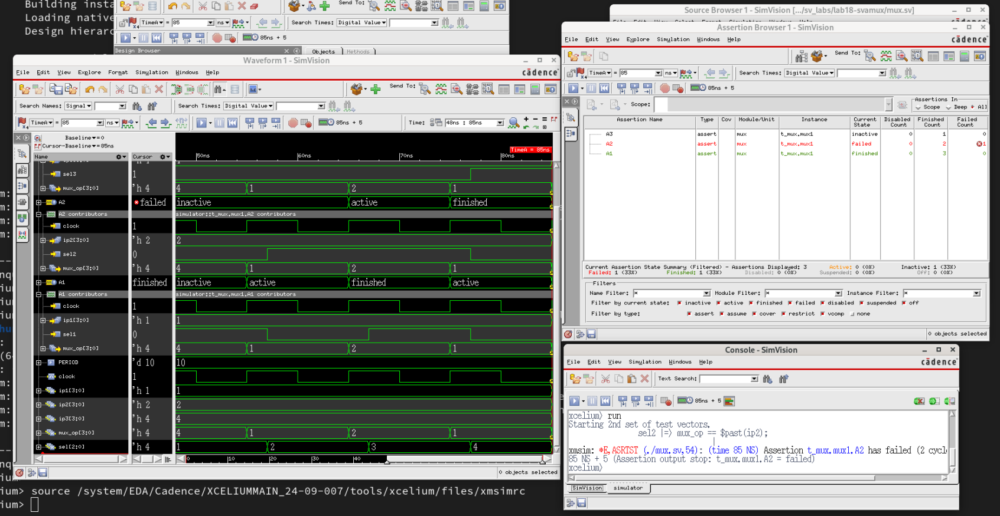 Building insta
Loading native
Design hierarc
Send To:
TimeA = 85 ns
Search Times: Digital Value
85ns + 5
Design Browser
Objects Methods
Waveform 1 - SimVision
File Edit View Explore Format Simulation Windows Help
cādence
Send To:
Search Names: Signal
Search Times: Digital Value
TimeA = 85 ns
85ns + 5
Time: 48ns : 85ns
Baseline = 0
Cursor-Baseline = 85ns
TimeA = 85ns
Name Cursor
50ns 60ns 70ns 80ns
sel3 1
mux_op[3:0] 'h 4 4 1 2 1
A2 failed inactive active finished
A2 contributors simulator::t_mux.mux1.A2 contributors
clock 1
ip2[3:0] 'h 2 2
sel2 0
mux_op[3:0] 'h 4 4 1 2 1
A1 finished inactive active finished active
A1 contributors simulator::t_mux.mux1.A1 contributors
clock 1
ip1[3:0] 'h 1 1
sel1 0
mux_op[3:0] 'h 4 4 1 2 1
PERIOD 'd 10 10
clock 1
ip1[3:0] 'h 1 1
ip2[3:0] 'h 2 2
ip3[3:0] 'h 4 4
mux_op[3:0] 'h 4 4 1 2 1
sel[2:0] 'h 4 1 2 3 4
0 10 20 30 40
0 objects selected
ium> source /system/EDA/Cadence/XCELIUMMAIN_24-09-007/tools/xcelium/files/xmsimrc
ium>
Source Browser 1 - SimVision [.../sv_labs/lab18-svamux/mux.sv]
Assertion Browser 1 - SimVision
File Edit View Explore Simulation Windows Help
cādence
Send To:
TimeA = 85 ns
Search Times: Digital Value
85ns + 5
Scope:
Assertions In
Scope Deep All
Assertion Name Type Cov Module/Unit Instance Current State Disabled Count Finished Count Failed Count
A3 assert mux t_mux.mux1 inactive 0 1 0
A2 assert mux t_mux.mux1 failed 0 2 1
A1 assert mux t_mux.mux1 finished 0 3 0
Current Assertion State Summary (Filtered) - Assertions Displayed: 3 Active: 0 (0%) Inactive: 1 (33%)
Failed: 1 (33%) Finished: 1 (33%) Disabled: 0 (0%) Suspended: 0 (0%) Off: 0 (0%)
Filters
Name Filter: * Module Filter: * Instance Filter: *
Filter by current state: inactive active finished failed disabled suspended off
Filter by type: assert assume cover restrict vcomp none
0 objects selected
Console - SimVision
File Edit View Simulation Windows Help
cādence
Text Search:
85ns + 5
xcelium> run
Starting 2nd set of test vectors.
sel2 |=> mux_op == $past(ip2);
|
xmsim: *E,ASRTST (./mux.sv,54): (time 85 NS) Assertion t_mux.mux1.A2 has failed (2 cycle
85 NS + 5 (Assertion output stop: t_mux.mux1.A2 = failed)
xcelium>
SimVision simulator